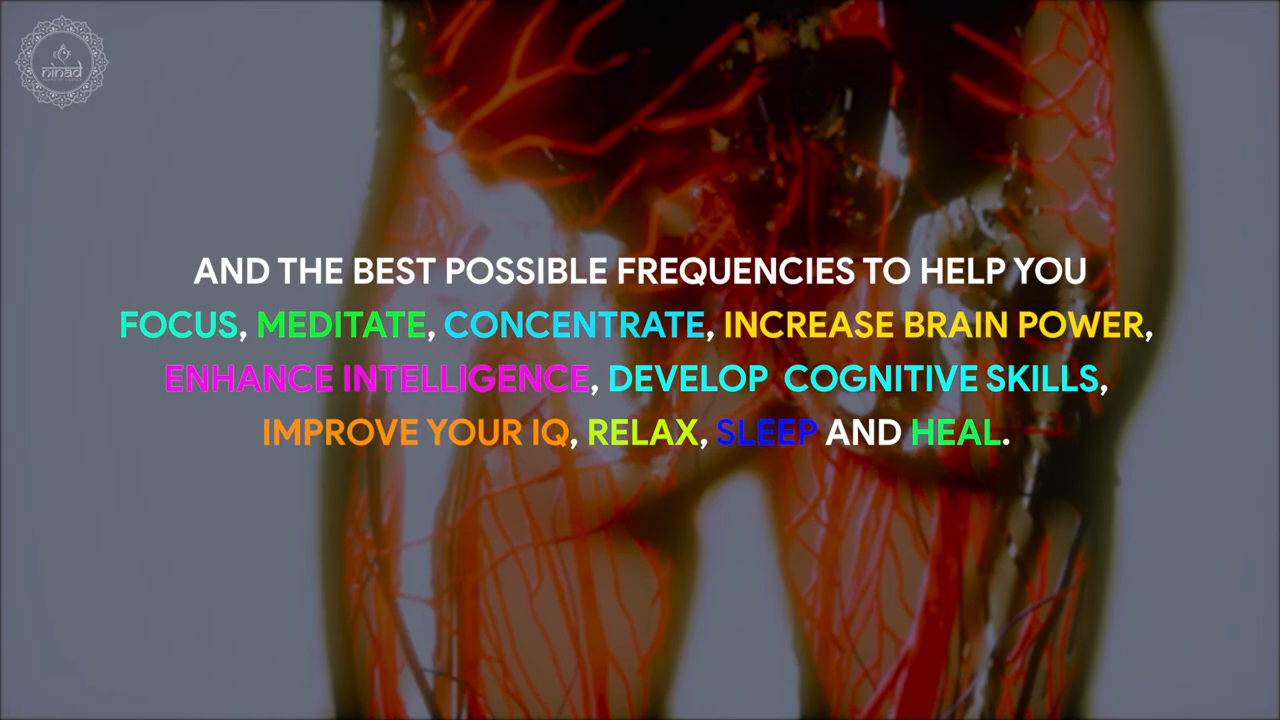 ninad
AND THE BEST POSSIBLE FREQUENCIES TO HELP YOU
FOCUS, MEDITATE, CONCENTRATE, INCREASE BRAIN POWER,
ENHANCE INTELLIGENCE, DEVELOP COGNITIVE SKILLS,
IMPROVE YOUR IQ, RELAX, SLEEP AND HEAL.